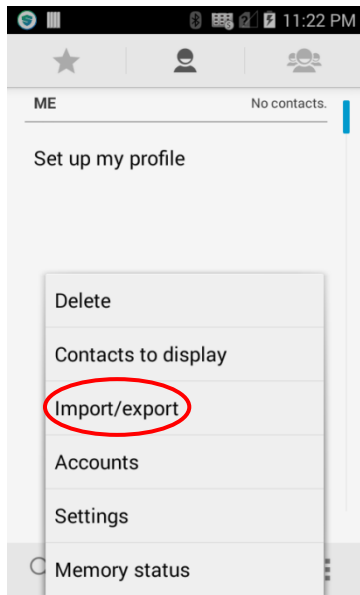 11:22 PM
ME No contacts.
Set up my profile
Delete
Contacts to display
Import/export
Accounts
Settings
Memory status